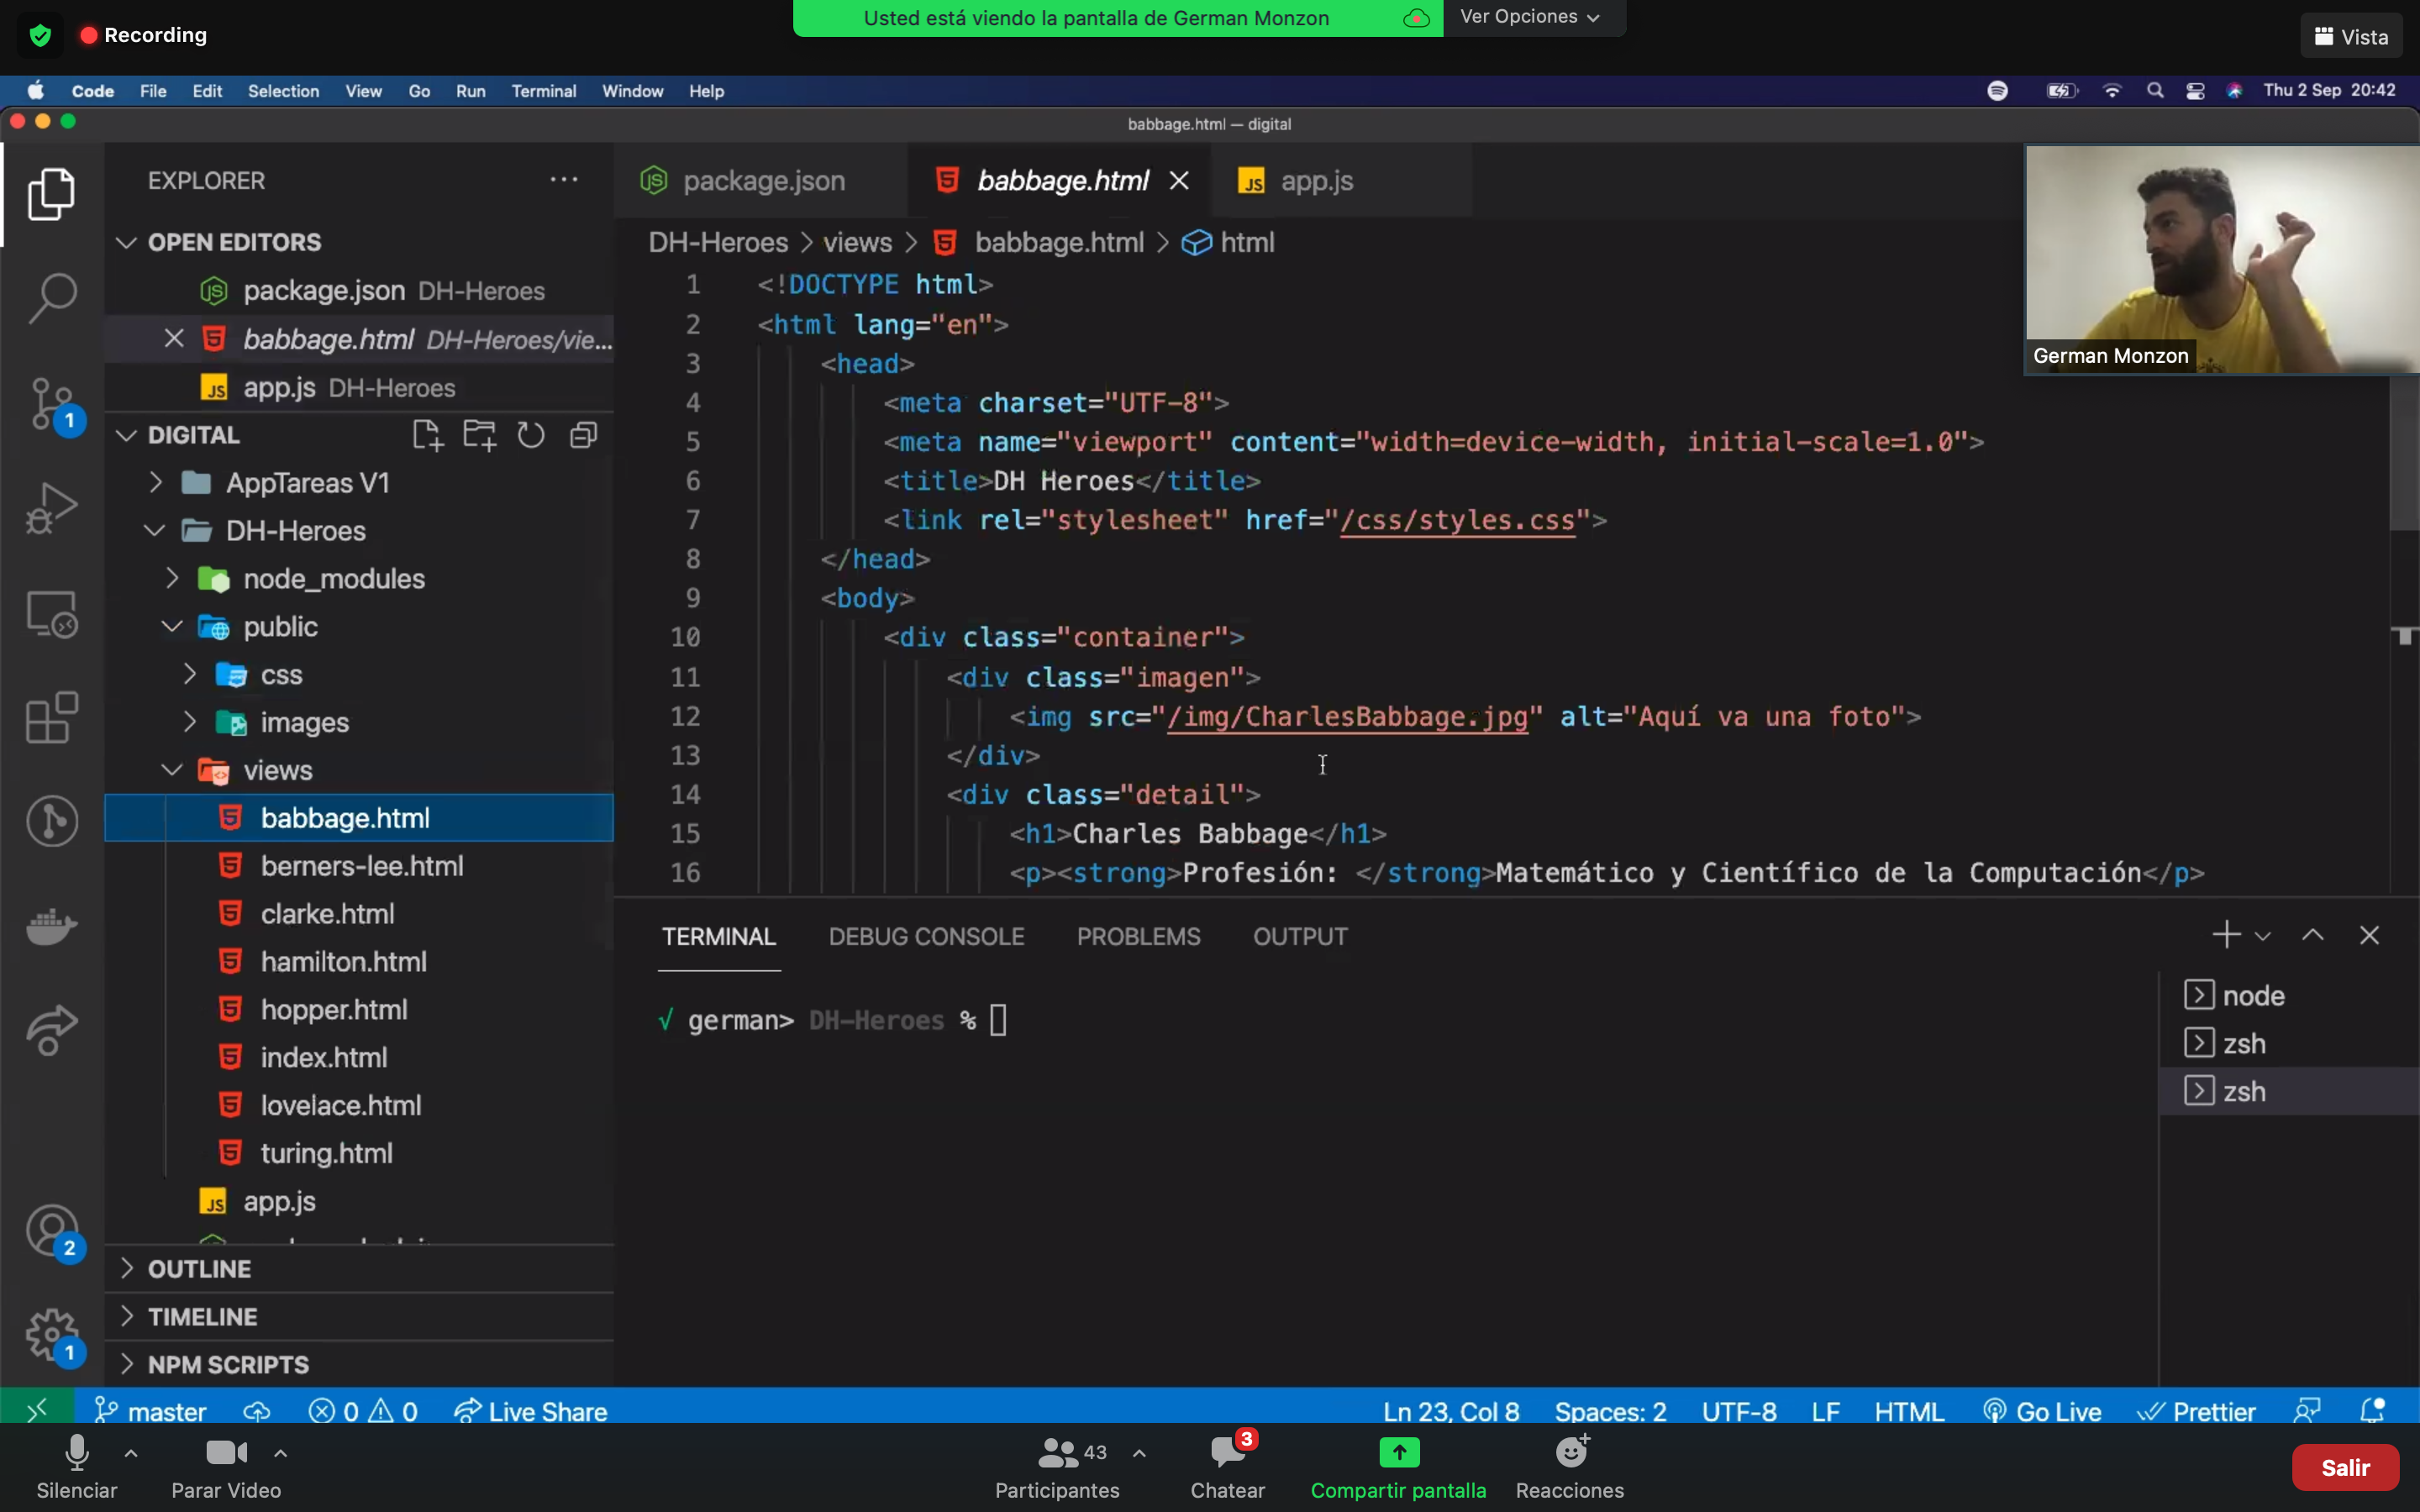 Recording
Usted está viendo la pantalla de German Monzon
Ver Opciones
Vista
Code File Edit Selection View Go Run Terminal Window Help
Thu 2 Sep 20:42
babbage.html — digital
EXPLORER
OPEN EDITORS
package.json DH-Heroes
babbage.html DH-Heroes/vie...
app.js DH-Heroes
DIGITAL
AppTareas V1
DH-Heroes
node_modules
public
css
images
views
babbage.html
berners-lee.html
clarke.html
hamilton.html
hopper.html
index.html
lovelace.html
turing.html
app.js
OUTLINE
TIMELINE
NPM SCRIPTS
1
2
1
package.json
babbage.html
app.js
DH-Heroes > views > babbage.html > html
1 <!DOCTYPE html>
2 <html lang="en">
3 <head>
4 <meta charset="UTF-8">
5 <meta name="viewport" content="width=device-width, initial-scale=1.0">
6 <title>DH Heroes</title>
7 <link rel="stylesheet" href="/css/styles.css">
8 </head>
9 <body>
10 <div class="container">
11 <div class="imagen">
12 <img src="/img/CharlesBabbage.jpg" alt="Aquí va una foto">
13 </div>
14 <div class="detail">
15 <h1>Charles Babbage</h1>
16 <p><strong>Profesión: </strong>Matemático y Científico de la Computación</p>
German Monzon
TERMINAL DEBUG CONSOLE PROBLEMS OUTPUT
√ german> DH-Heroes %
node
zsh
zsh
master 0 0 Live Share
Ln 23, Col 8 Spaces: 2 UTF-8 LF HTML Go Live Prettier
Silenciar
Parar Video
43
Participantes
3
Chatear
Compartir pantalla
Reacciones
Salir